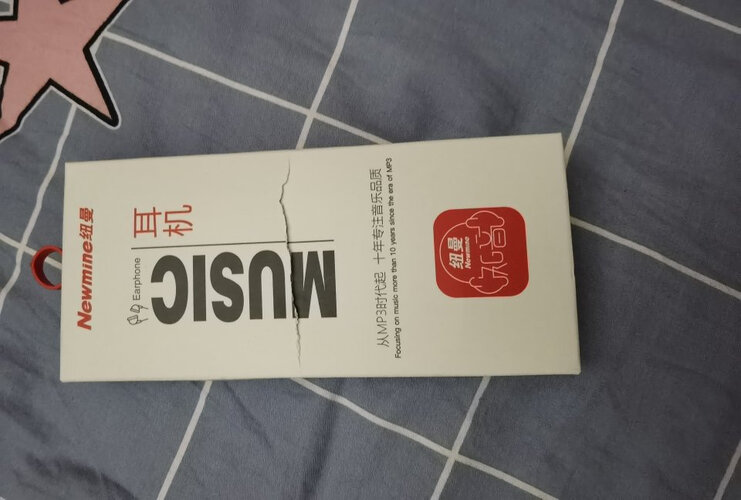 Newmine纽曼
Earphone
MUSIC
耳机
从MP3时代起 十年专注音乐品质
Focusing on music more than 10 years since the era of MP3
纽曼
Newmine
知音